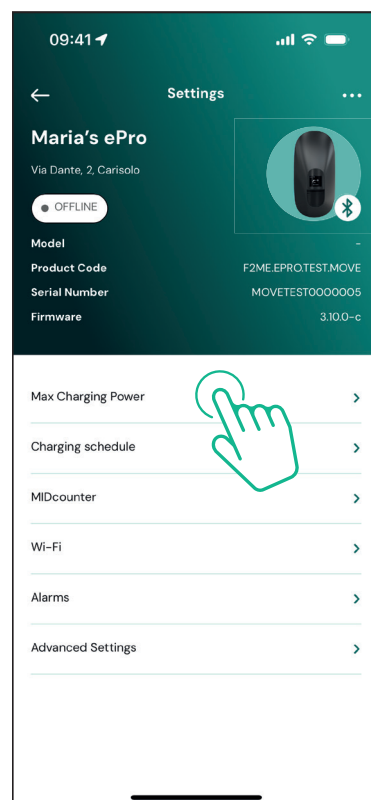 09:41
Settings
Maria's ePro
Via Dante, 2, Carisolo
OFFLINE
Model –
Product Code F2ME.EPRO.TEST.MOVE
Serial Number MOVETEST0000005
Firmware 3.10.0-c
Max Charging Power
Charging schedule
MIDcounter
Wi-Fi
Alarms
Advanced Settings